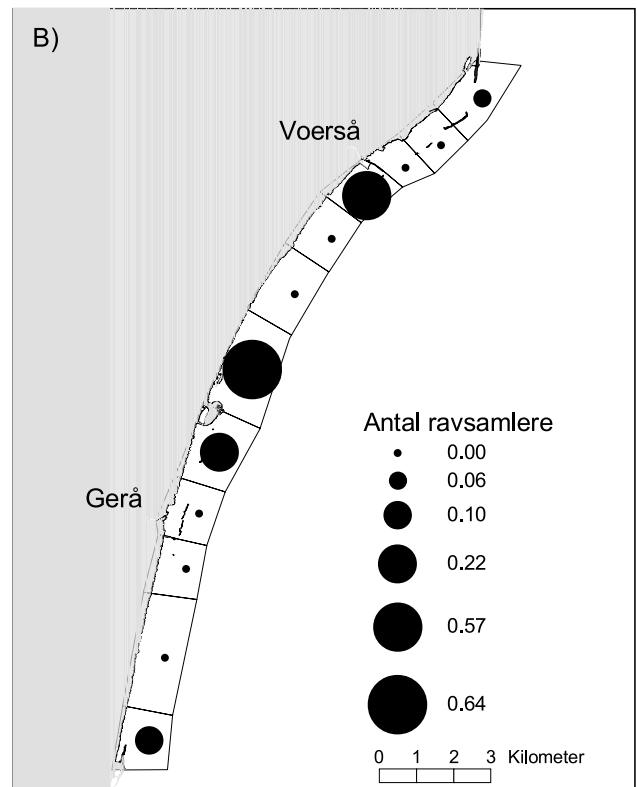 B)
Voerså
Gerå
Antal ravsamlere
0.00
0.06
0.10
0.22
0.57
0.64
0 1 2 3 Kilometer